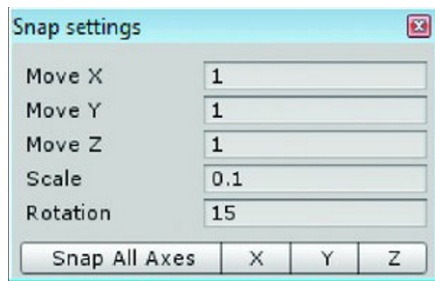 Snap settings
Move X 1
Move Y 1
Move Z 1
Scale 0.1
Rotation 15
Snap All Axes X Y Z